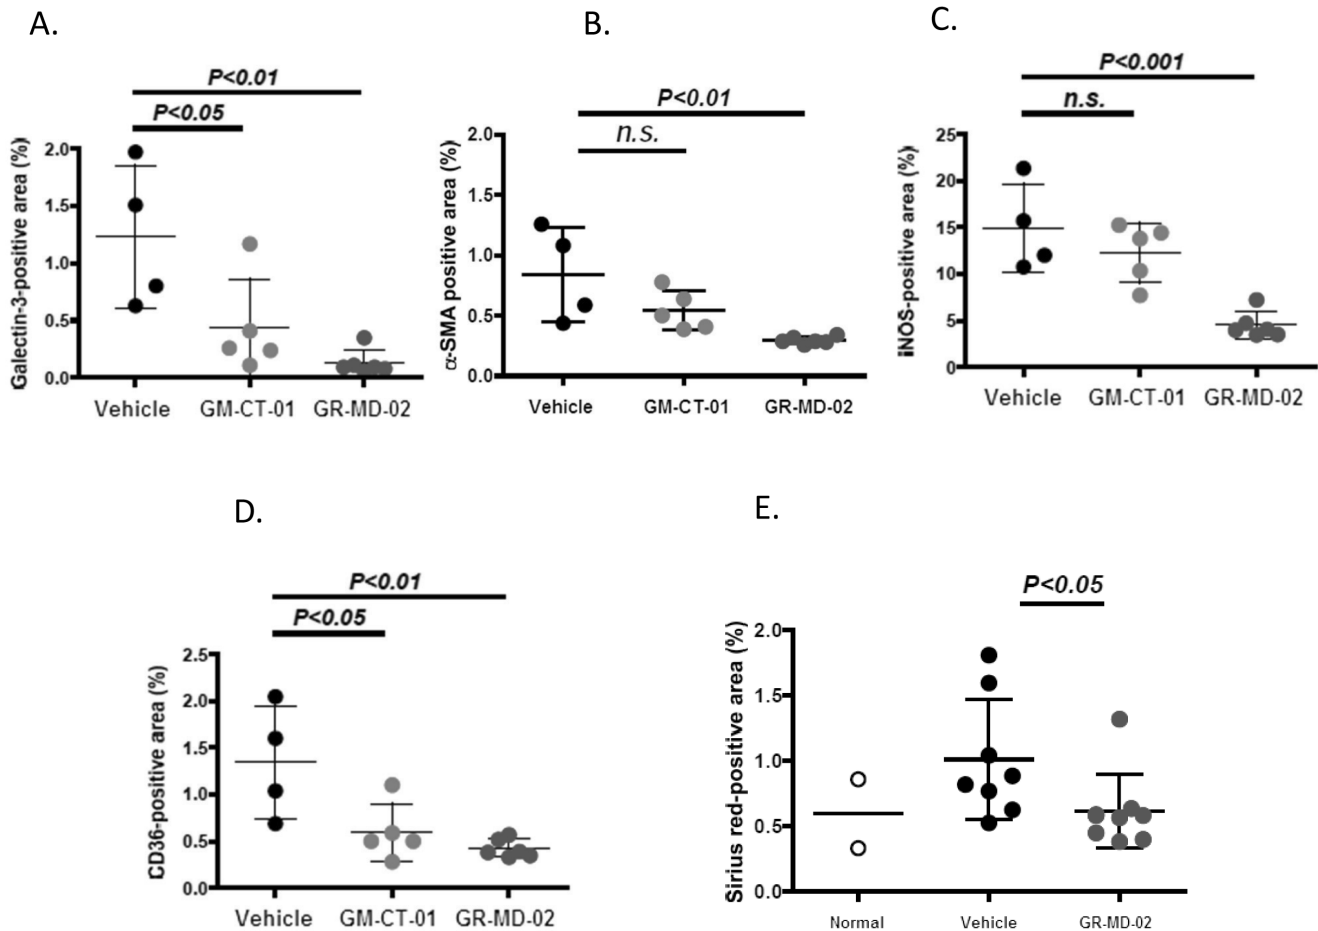 A.
P<0.01
P<0.05
Galectin-3-positive area (%)
2.0
1.5
1.0
0.5
0.0
Vehicle GM-CT-01 GR-MD-02
B.
P<0.01
n.s.
α-SMA positive area (%)
2.0
1.5
1.0
0.5
0.0
Vehicle GM-CT-01 GR-MD-02
C.
P<0.001
n.s.
iNOS-positive area (%)
25
20
15
10
5
0
Vehicle GM-CT-01 GR-MD-02
D.
P<0.01
P<0.05
CD36-positive area (%)
2.5
2.0
1.5
1.0
0.5
0.0
Vehicle GM-CT-01 GR-MD-02
E.
P<0.05
Sirius red-positive area (%)
2.0
1.5
1.0
0.5
0.0
Normal Vehicle GR-MD-02